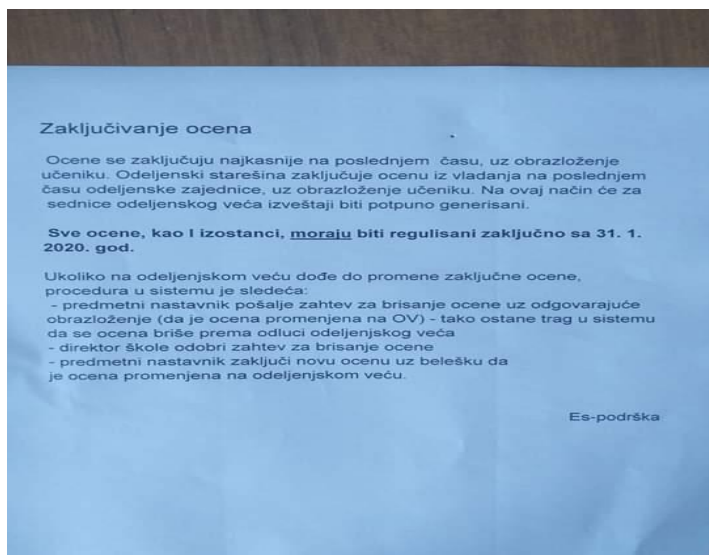 Zaključivanje ocena
Ocene se zaključuju najkasnije na poslednjem času, uz obrazloženje
učeniku. Odeljenski starešina zaključuje ocenu iz vladanja na poslednjem
času odeljenske zajednice, uz obrazloženje učeniku. Na ovaj način će za
sednice odeljenskog veća izveštaji biti potpuno generisani.
Sve ocene, kao I izostanci, moraju biti regulisani zaključno sa 31. 1.
2020. god.
Ukoliko na odeljenjskom veću dođe do promene zaključne ocene,
procedura u sistemu je sledeća:
- predmetni nastavnik pošalje zahtev za brisanje ocene uz odgovarajuće
obrazloženje (da je ocena promenjena na OV) - tako ostane trag u sistemu
da se ocena briše prema odluci odeljenjskog veća
- direktor škole odobri zahtev za brisanje ocene
- predmetni nastavnik zaključi novu ocenu uz belešku da
je ocena promenjena na odeljenjskom veću.
Es-podrška